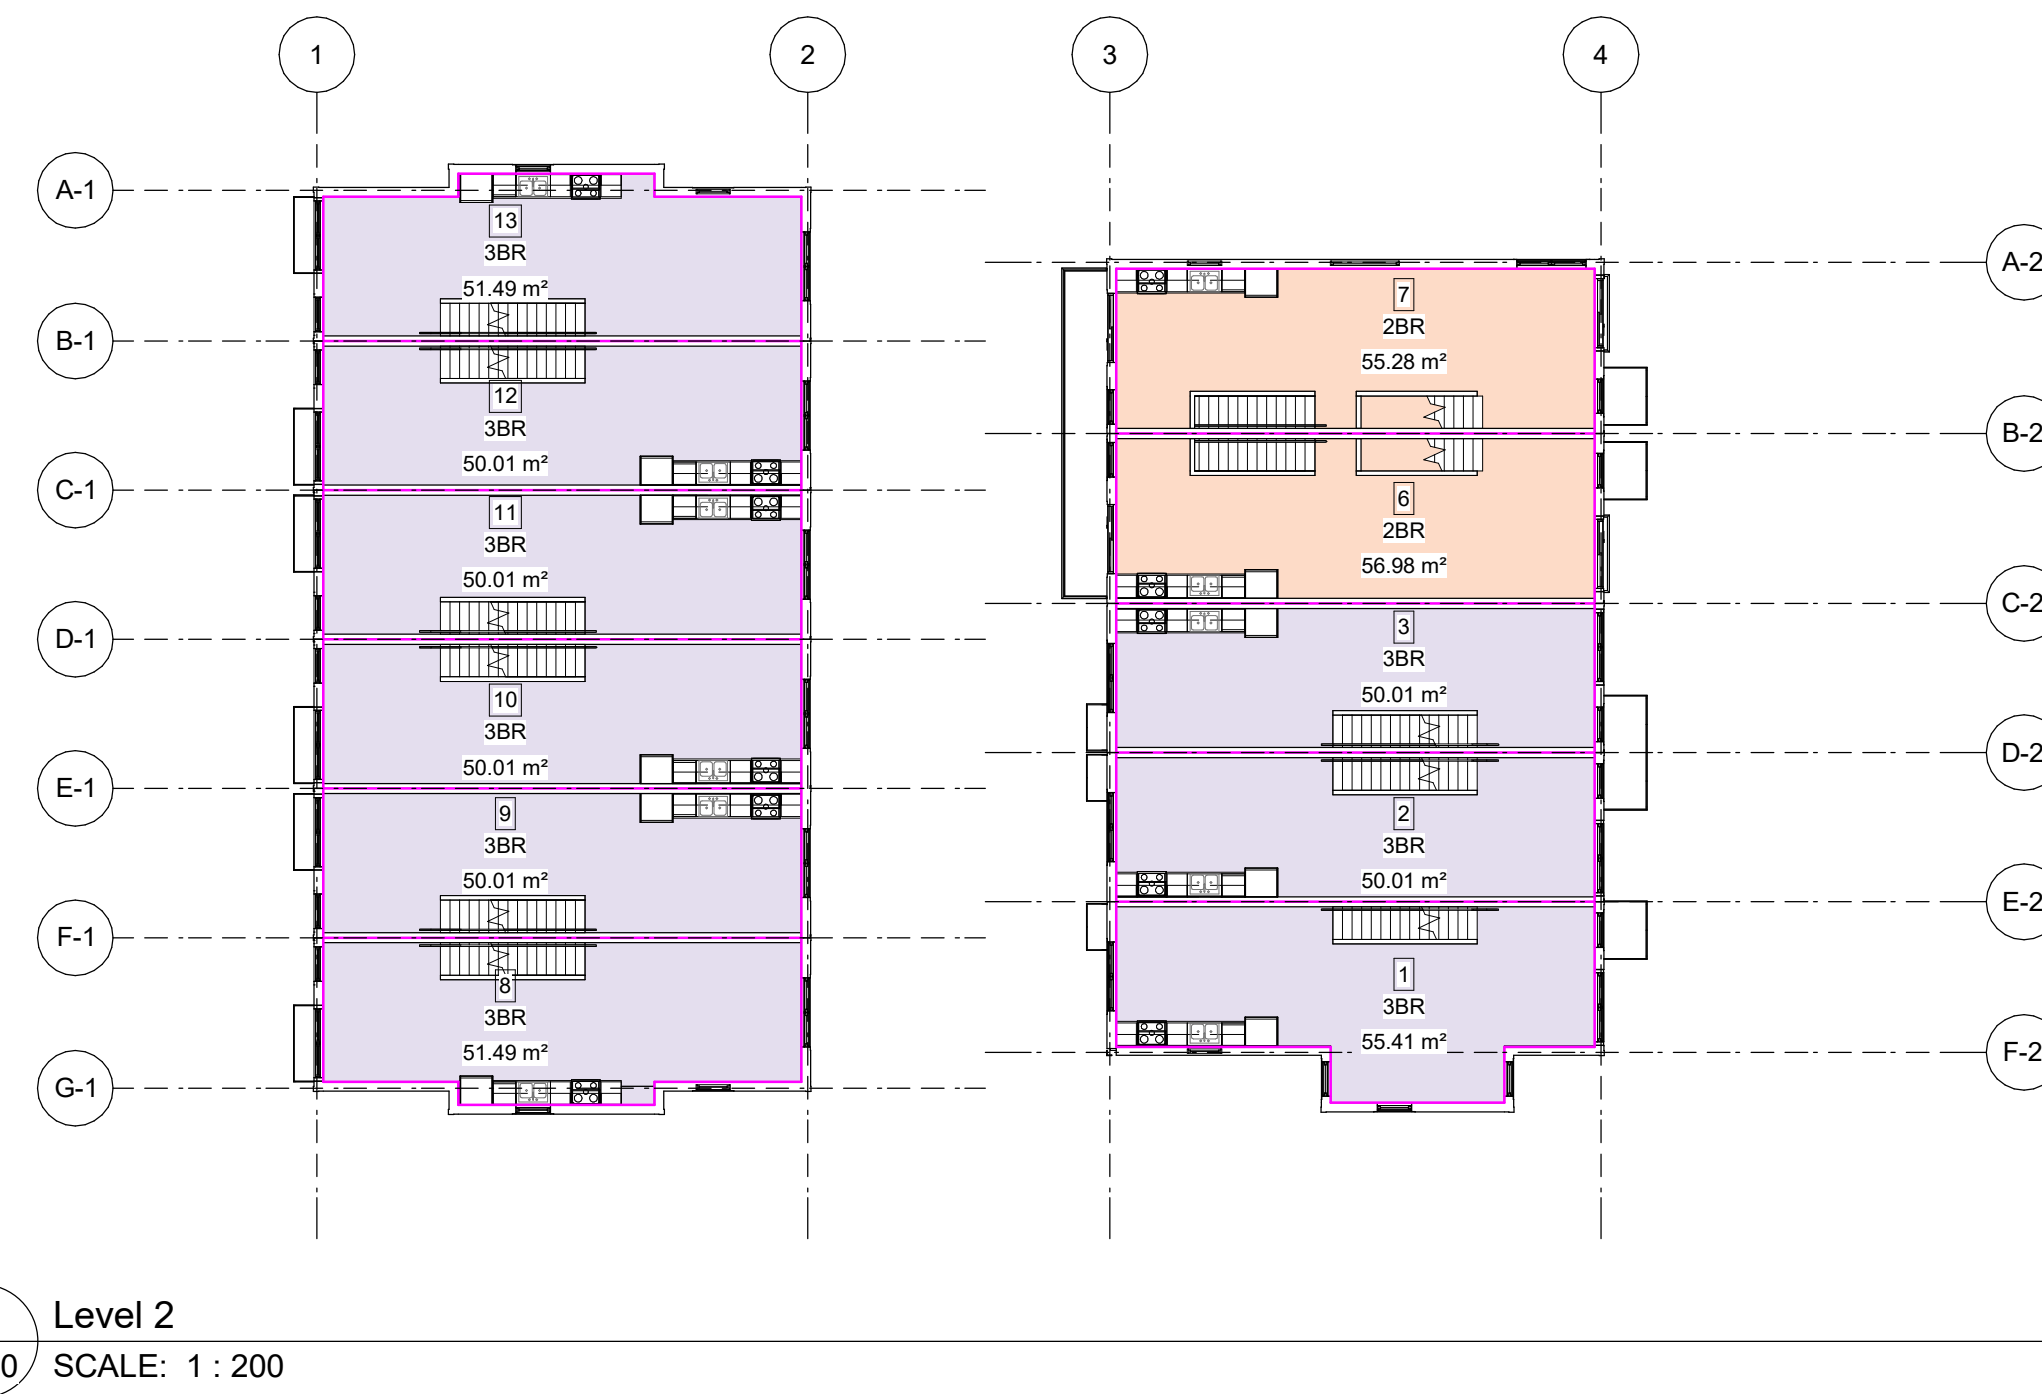 1
2
3
4
A-1
B-1
C-1
D-1
E-1
F-1
G-1
13
3BR
51.49 m²
12
3BR
50.01 m²
11
3BR
50.01 m²
10
3BR
50.01 m²
9
3BR
50.01 m²
8
3BR
51.49 m²
7
2BR
55.28 m²
6
2BR
56.98 m²
3
3BR
50.01 m²
2
3BR
50.01 m²
1
3BR
55.41 m²
A-2
B-2
C-2
D-2
E-2
F-2
Level 2
0
SCALE: 1 : 200